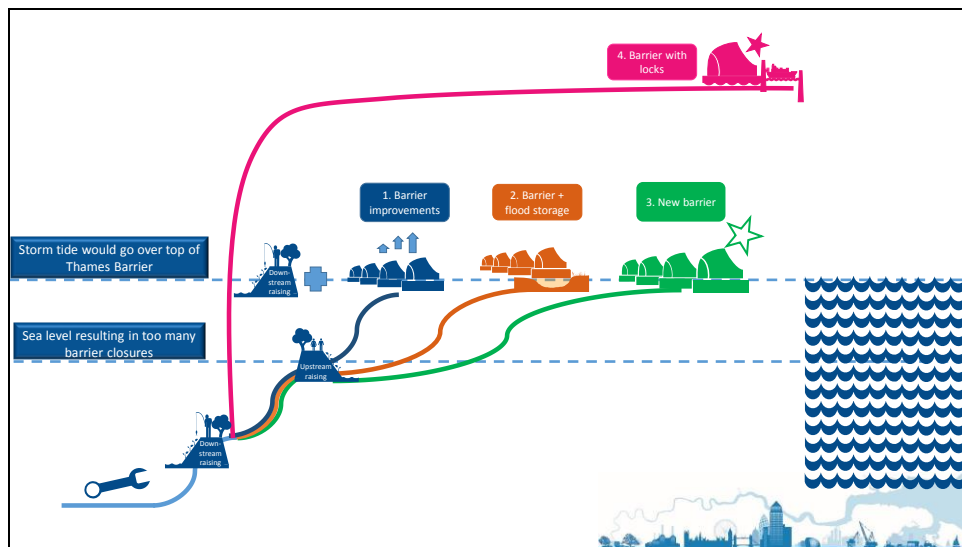 4. Barrier with
locks
1. Barrier
improvements
2. Barrier +
flood storage
3. New barrier
Storm tide would go over top of
Thames Barrier
Down-
stream
raising
Sea level resulting in too many
barrier closures
Upstream
raising
Down-
stream
raising